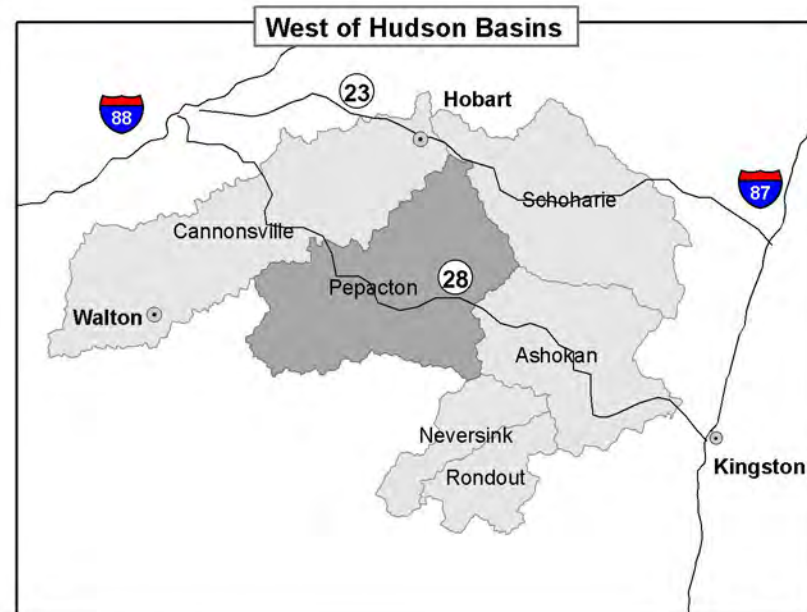 West of Hudson Basins
88
23
Hobart
87
Schoharie
Cannonsville
28
Pepacton
Walton
Ashokan
Neversink
Kingston
Rondout